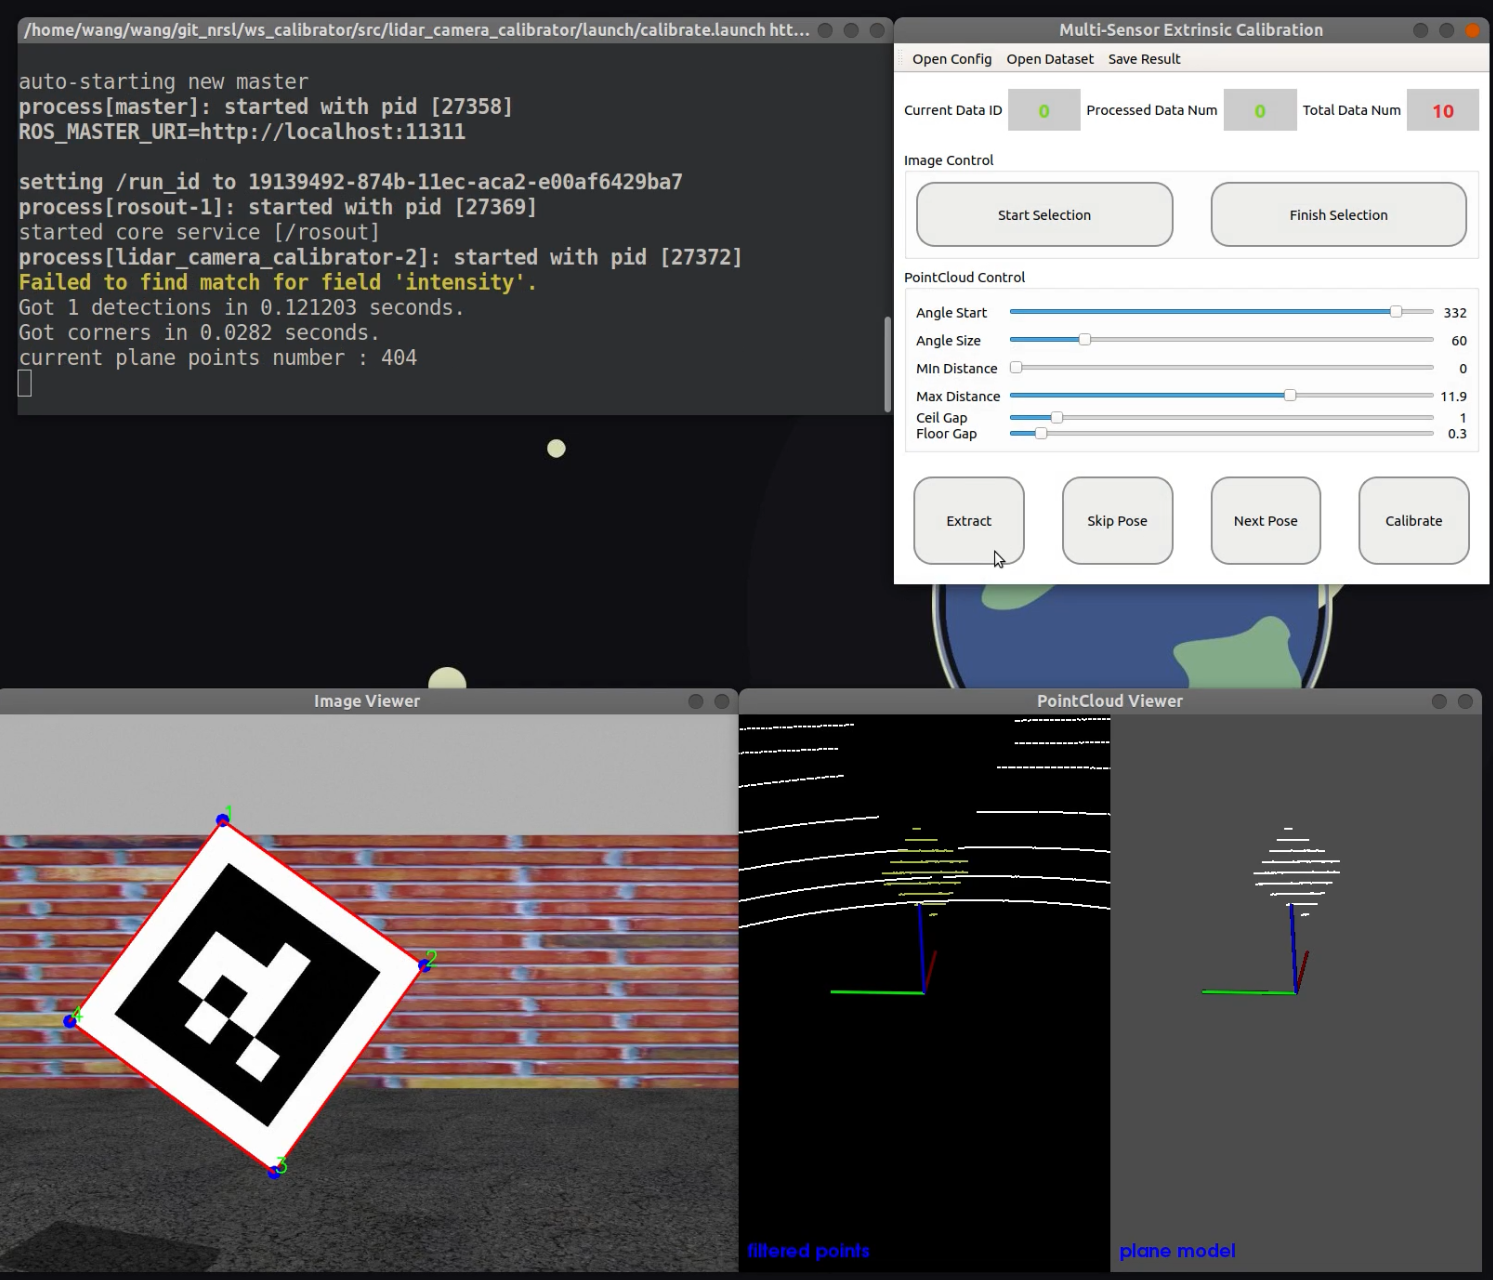 /home/wang/wang/git_nrsl/ws_calibrator/src/lidar_camera_calibrator/launch/calibrate.launch htt...
auto-starting new master
process[master]: started with pid [27358]
ROS_MASTER_URI=http://localhost:11311
setting /run_id to 19139492-874b-11ec-aca2-e00af6429ba7
process[rosout-1]: started with pid [27369]
started core service [/rosout]
process[lidar_camera_calibrator-2]: started with pid [27372]
Failed to find match for field 'intensity'.
Got 1 detections in 0.121203 seconds.
Got corners in 0.0282 seconds.
current plane points number : 404
Multi-Sensor Extrinsic Calibration
Open Config Open Dataset Save Result
Current Data ID 0 Processed Data Num 0 Total Data Num 10
Image Control
Start Selection Finish Selection
PointCloud Control
Angle Start 332
Angle Size 60
MIn Distance 0
Max Distance 11.9
Ceil Gap 1
Floor Gap 0.3
Extract Skip Pose Next Pose Calibrate
Image Viewer
1
2
4
3
PointCloud Viewer
filtered points
plane model